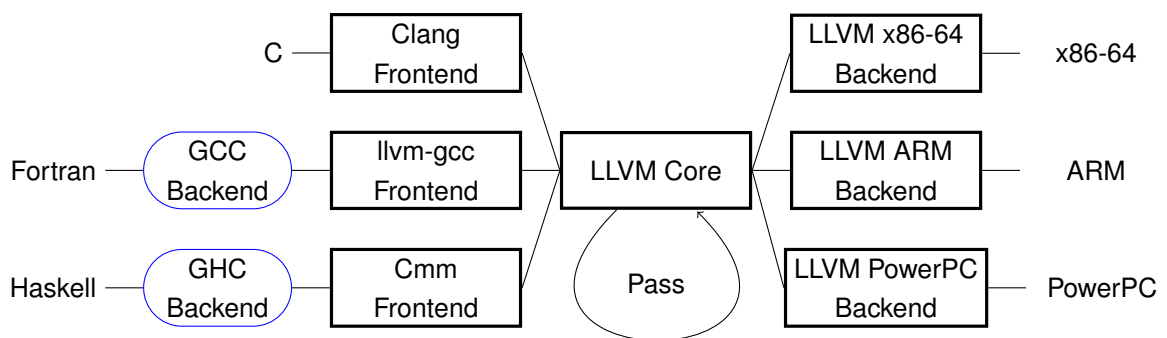 C
Clang
Frontend
LLVM x86-64
Backend
x86-64
Fortran
GCC
Backend
llvm-gcc
Frontend
LLVM Core
LLVM ARM
Backend
ARM
Haskell
GHC
Backend
Cmm
Frontend
Pass
LLVM PowerPC
Backend
PowerPC